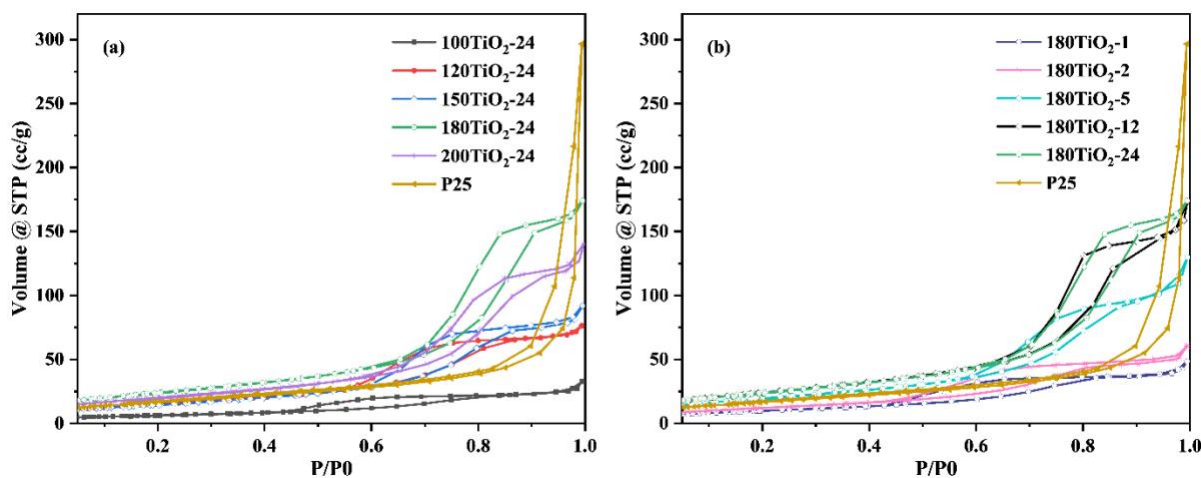 (a)
100TiO₂-24
120TiO₂-24
150TiO₂-24
180TiO₂-24
200TiO₂-24
P25
Volume @ STP (cc/g)
300
250
200
150
100
50
0
0.2 0.4 0.6 0.8 1.0
P/P0
(b)
180TiO₂-1
180TiO₂-2
180TiO₂-5
180TiO₂-12
180TiO₂-24
P25
Volume @ STP (cc/g)
300
250
200
150
100
50
0
0.2 0.4 0.6 0.8 1.0
P/P0